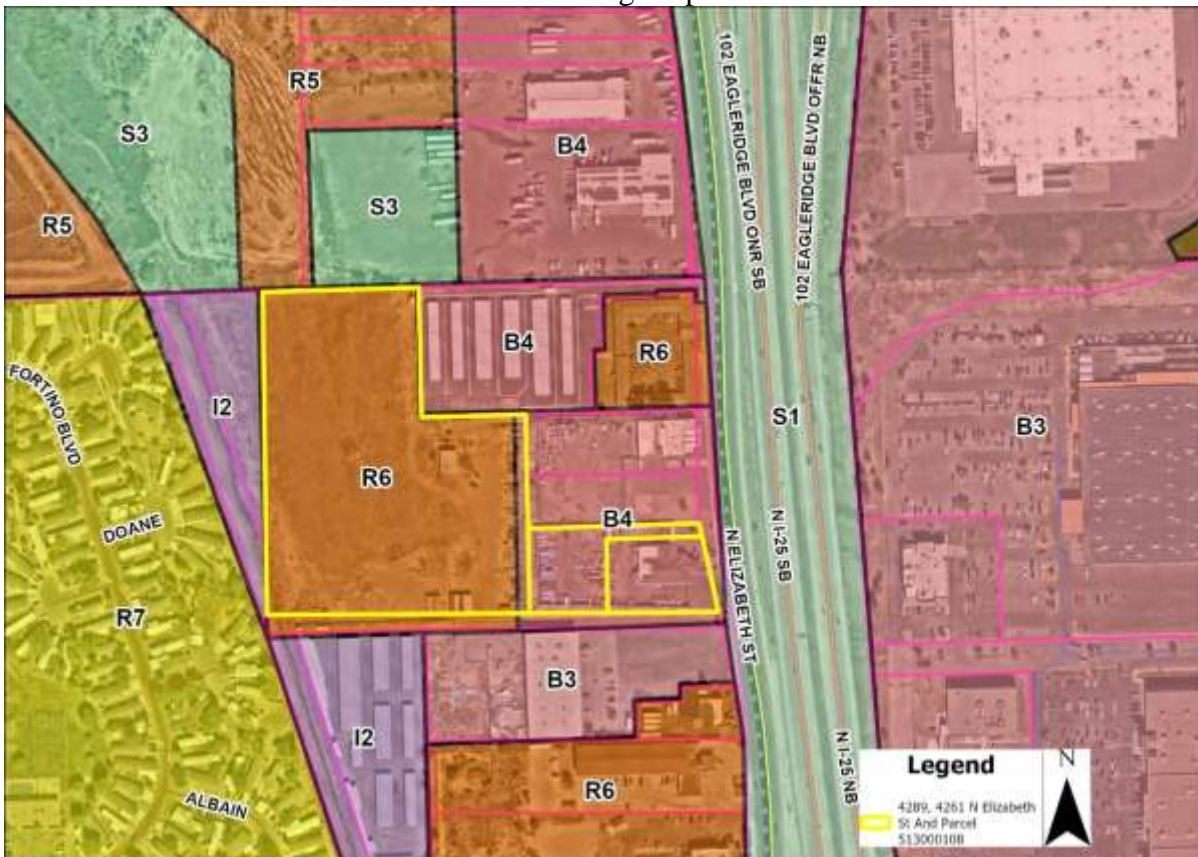 R5
S3
102 EAGLERIDGE BLVD ONR SB
102 EAGLERIDGE BLVD OFFR NB
B4
S3
R5
B4
R6
FORTINO BLVD
I2
S1
B3
R6
B4
N I-25 SB
DOANE
N ELIZABETH ST
R7
B3
I2
N I-25 NB
R6
ALBAIN
Legend
N
4289, 4261 N Elizabeth
St And Parcel
513000108